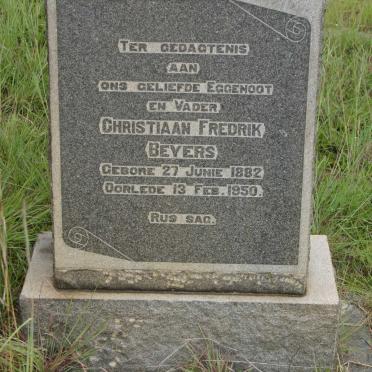 Ter gedagtenis
aan
ons geliefde Eggenoot
en Vader
Christiaan Fredrik
Beyers
Gebore 27 Junie 1882
Oorlede 13 Feb. 1950.
Rus sag.